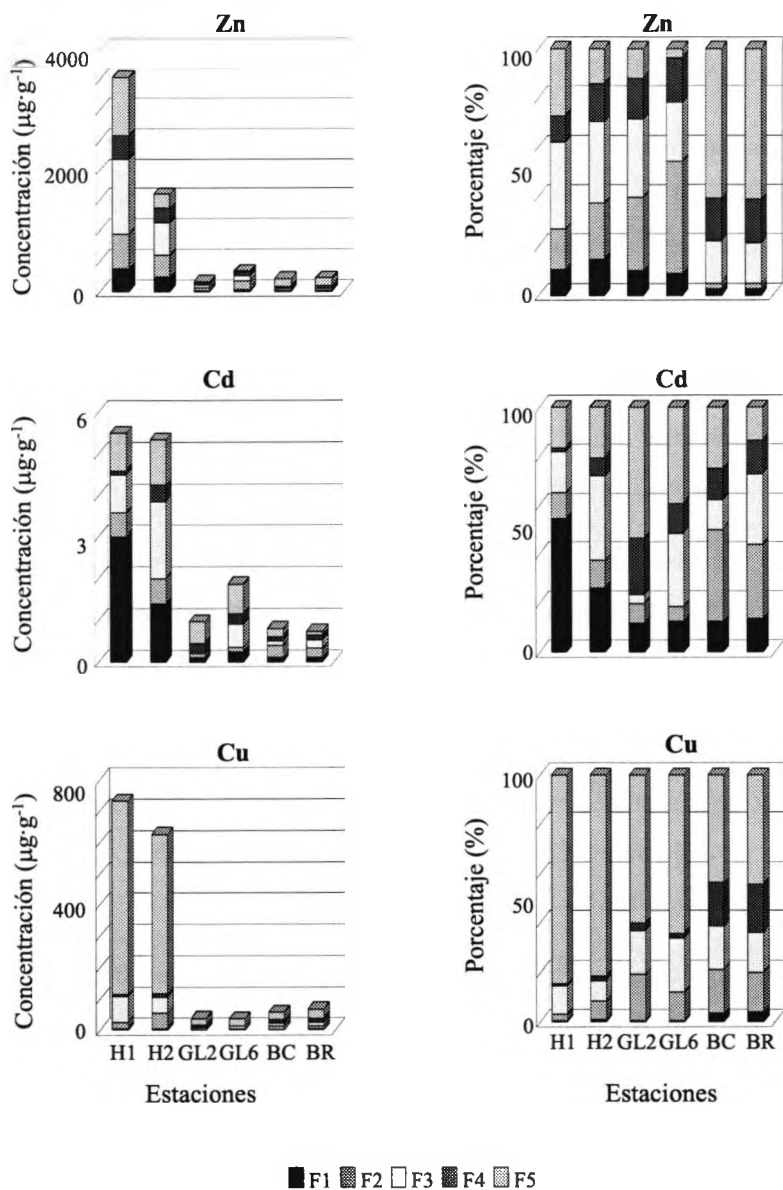 Zn
Concentración (µg·g⁻¹)
4000
2000
0
Zn
Porcentaje (%)
100
50
0
Cd
Concentración (µg·g⁻¹)
6
3
0
Cd
Porcentaje (%)
100
50
0
Cu
Concentración (µg·g⁻¹)
800
400
0
H1 H2 GL2 GL6 BC BR
Estaciones
Cu
Porcentaje (%)
100
50
0
H1 H2 GL2 GL6 BC BR
Estaciones
F1 F2 F3 F4 F5